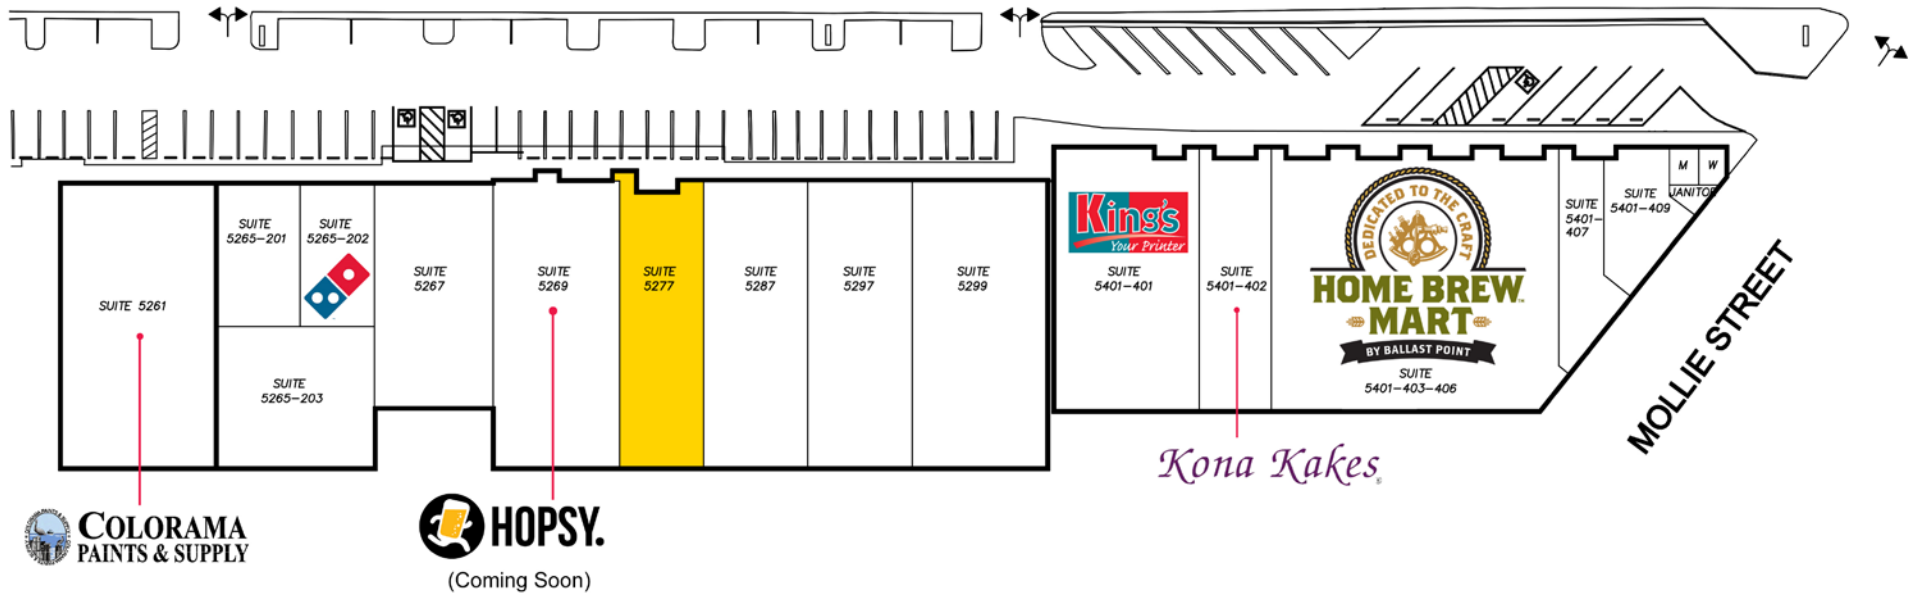 SUITE 5261
SUITE
5265-201
SUITE
5265-202
SUITE
5265-203
SUITE
5267
SUITE
5269
SUITE
5277
SUITE
5287
SUITE
5297
SUITE
5299
King's
Your Printer
SUITE
5401-401
SUITE
5401-402
DEDICATED TO THE CRAFT
HOME BREW
MART
BY BALLAST POINT
SUITE
5401-403-406
SUITE
5401-
407
SUITE
5401-409
M W
JANITOR
MOLLIE STREET
Kona Kakes
COLORAMA
PAINTS & SUPPLY
HOPSY.
(Coming Soon)